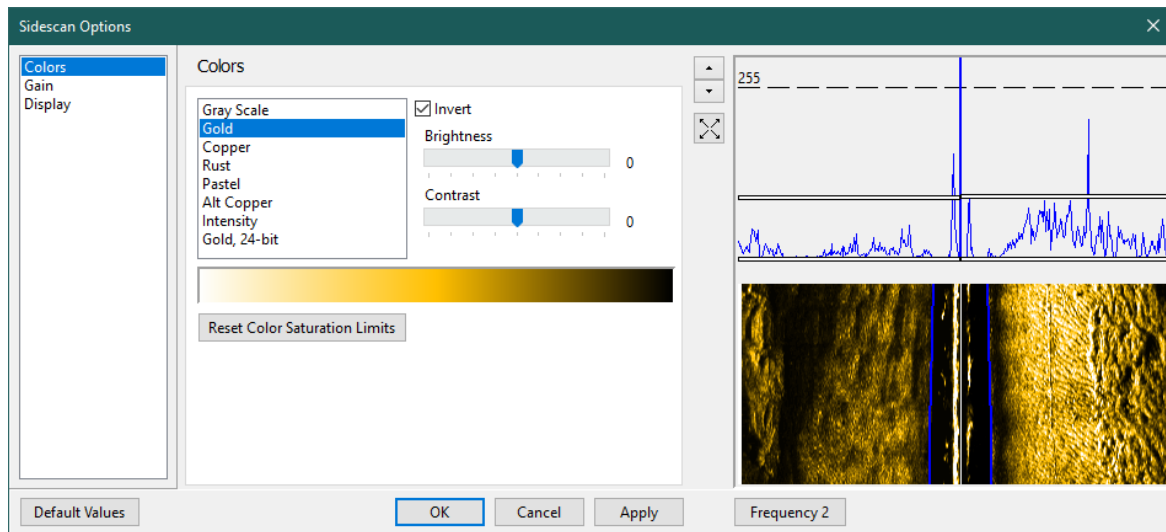 Sidescan Options
Colors
Gain
Display
Colors
Gray Scale
Gold
Copper
Rust
Pastel
Alt Copper
Intensity
Gold, 24-bit
Invert
Brightness
0
Contrast
0
Reset Color Saturation Limits
255
Default Values
OK
Cancel
Apply
Frequency 2